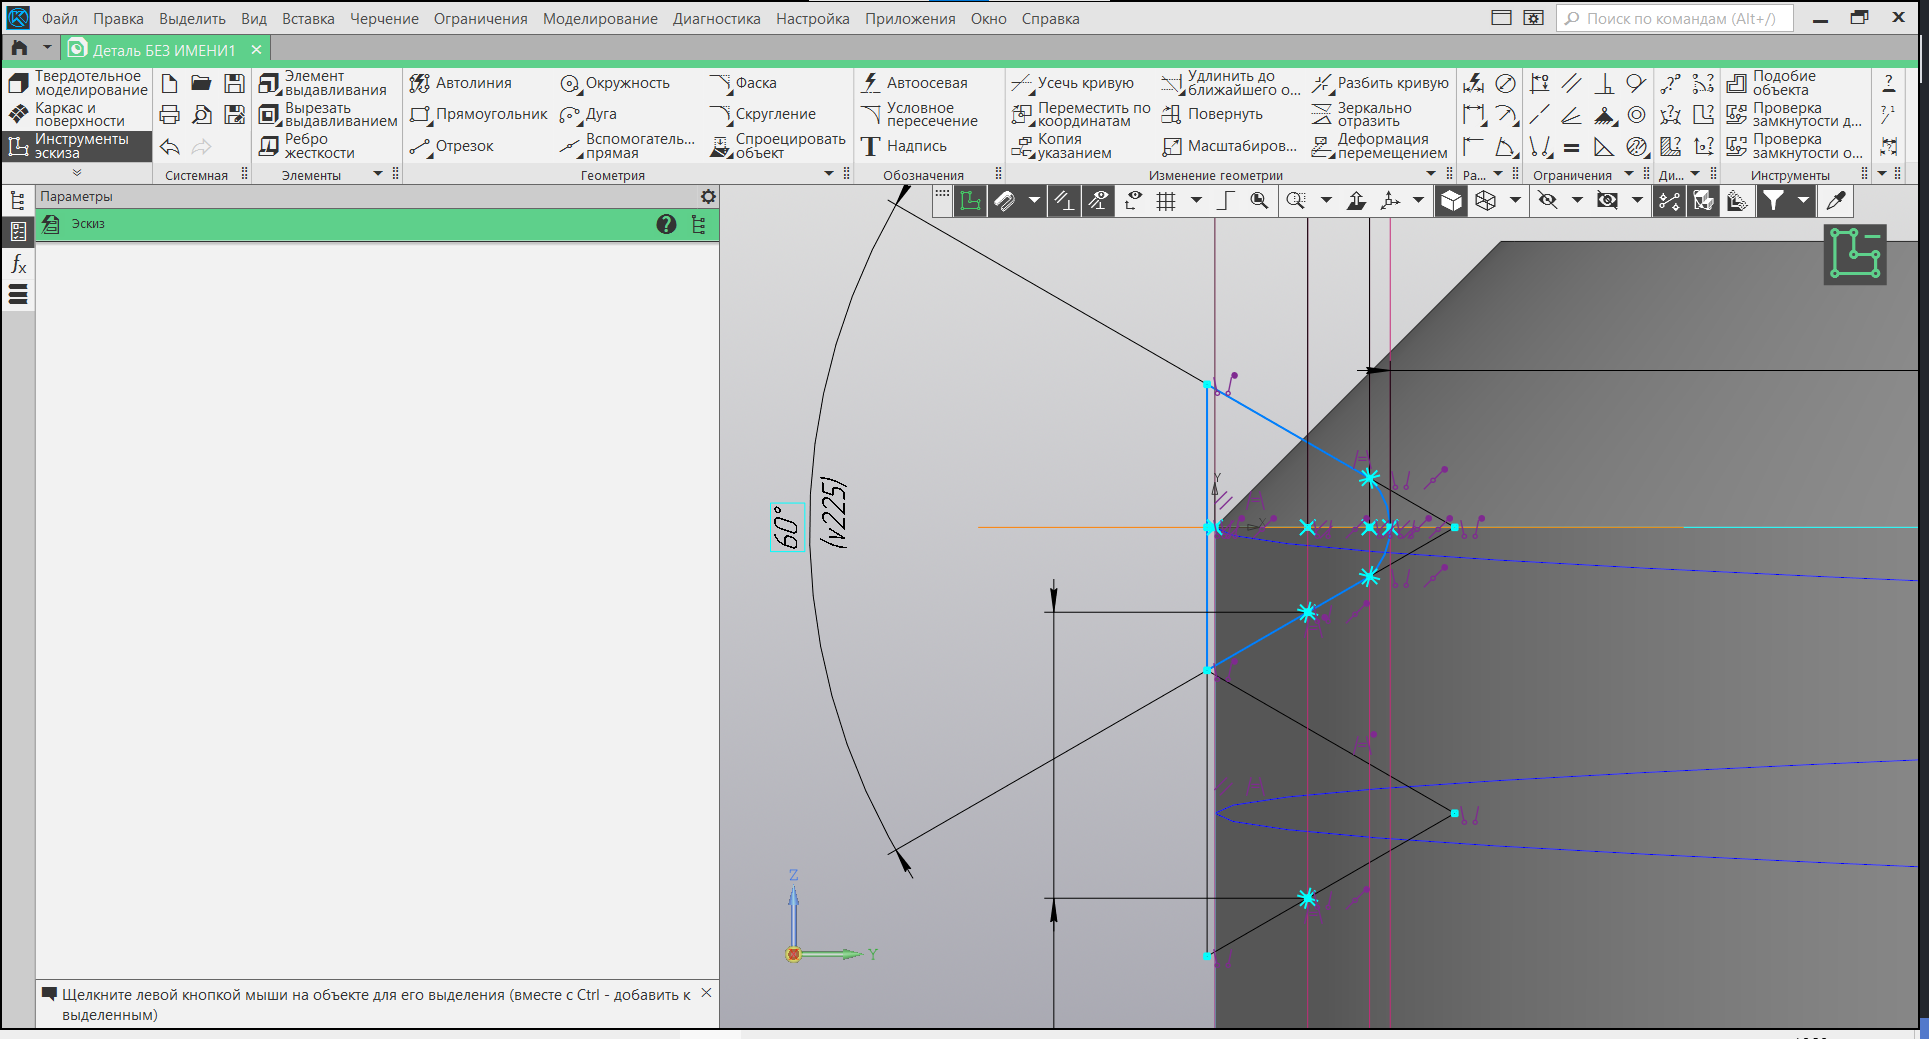 Файл Правка Выделить Вид Вставка Черчение Ограничения Моделирование Диагностика Настройка Приложения Окно Справка
Поиск по командам (Alt+/)
Деталь БЕЗ ИМЕНИ1
Твердотельное моделирование
Каркас и поверхности
Инструменты эскиза
Системная
Элемент выдавливания
Вырезать выдавливанием
Ребро жесткости
Элементы
Автолиния
Прямоугольник
Отрезок
Окружность
Дуга
Вспомогатель... прямая
Фаска
Скругление
Спроецировать объект
Геометрия
Автоосевая
Условное пересечение
Надпись
Обозначения
Усечь кривую
Переместить по координатам
Копия указанием
Удлинить до ближайшего о...
Повернуть
Масштабиров...
Разбить кривую
Зеркально отразить
Деформация перемещением
Изменение геометрии
Ра...
Ограничения
Ди...
Подобие объекта
Проверка замкнутости д...
Проверка замкнутости о...
Инструменты
Параметры
Эскиз
60°
(v225)
Y
X
Z
Y
Щелкните левой кнопкой мыши на объекте для его выделения (вместе с Ctrl - добавить к
выделенным)